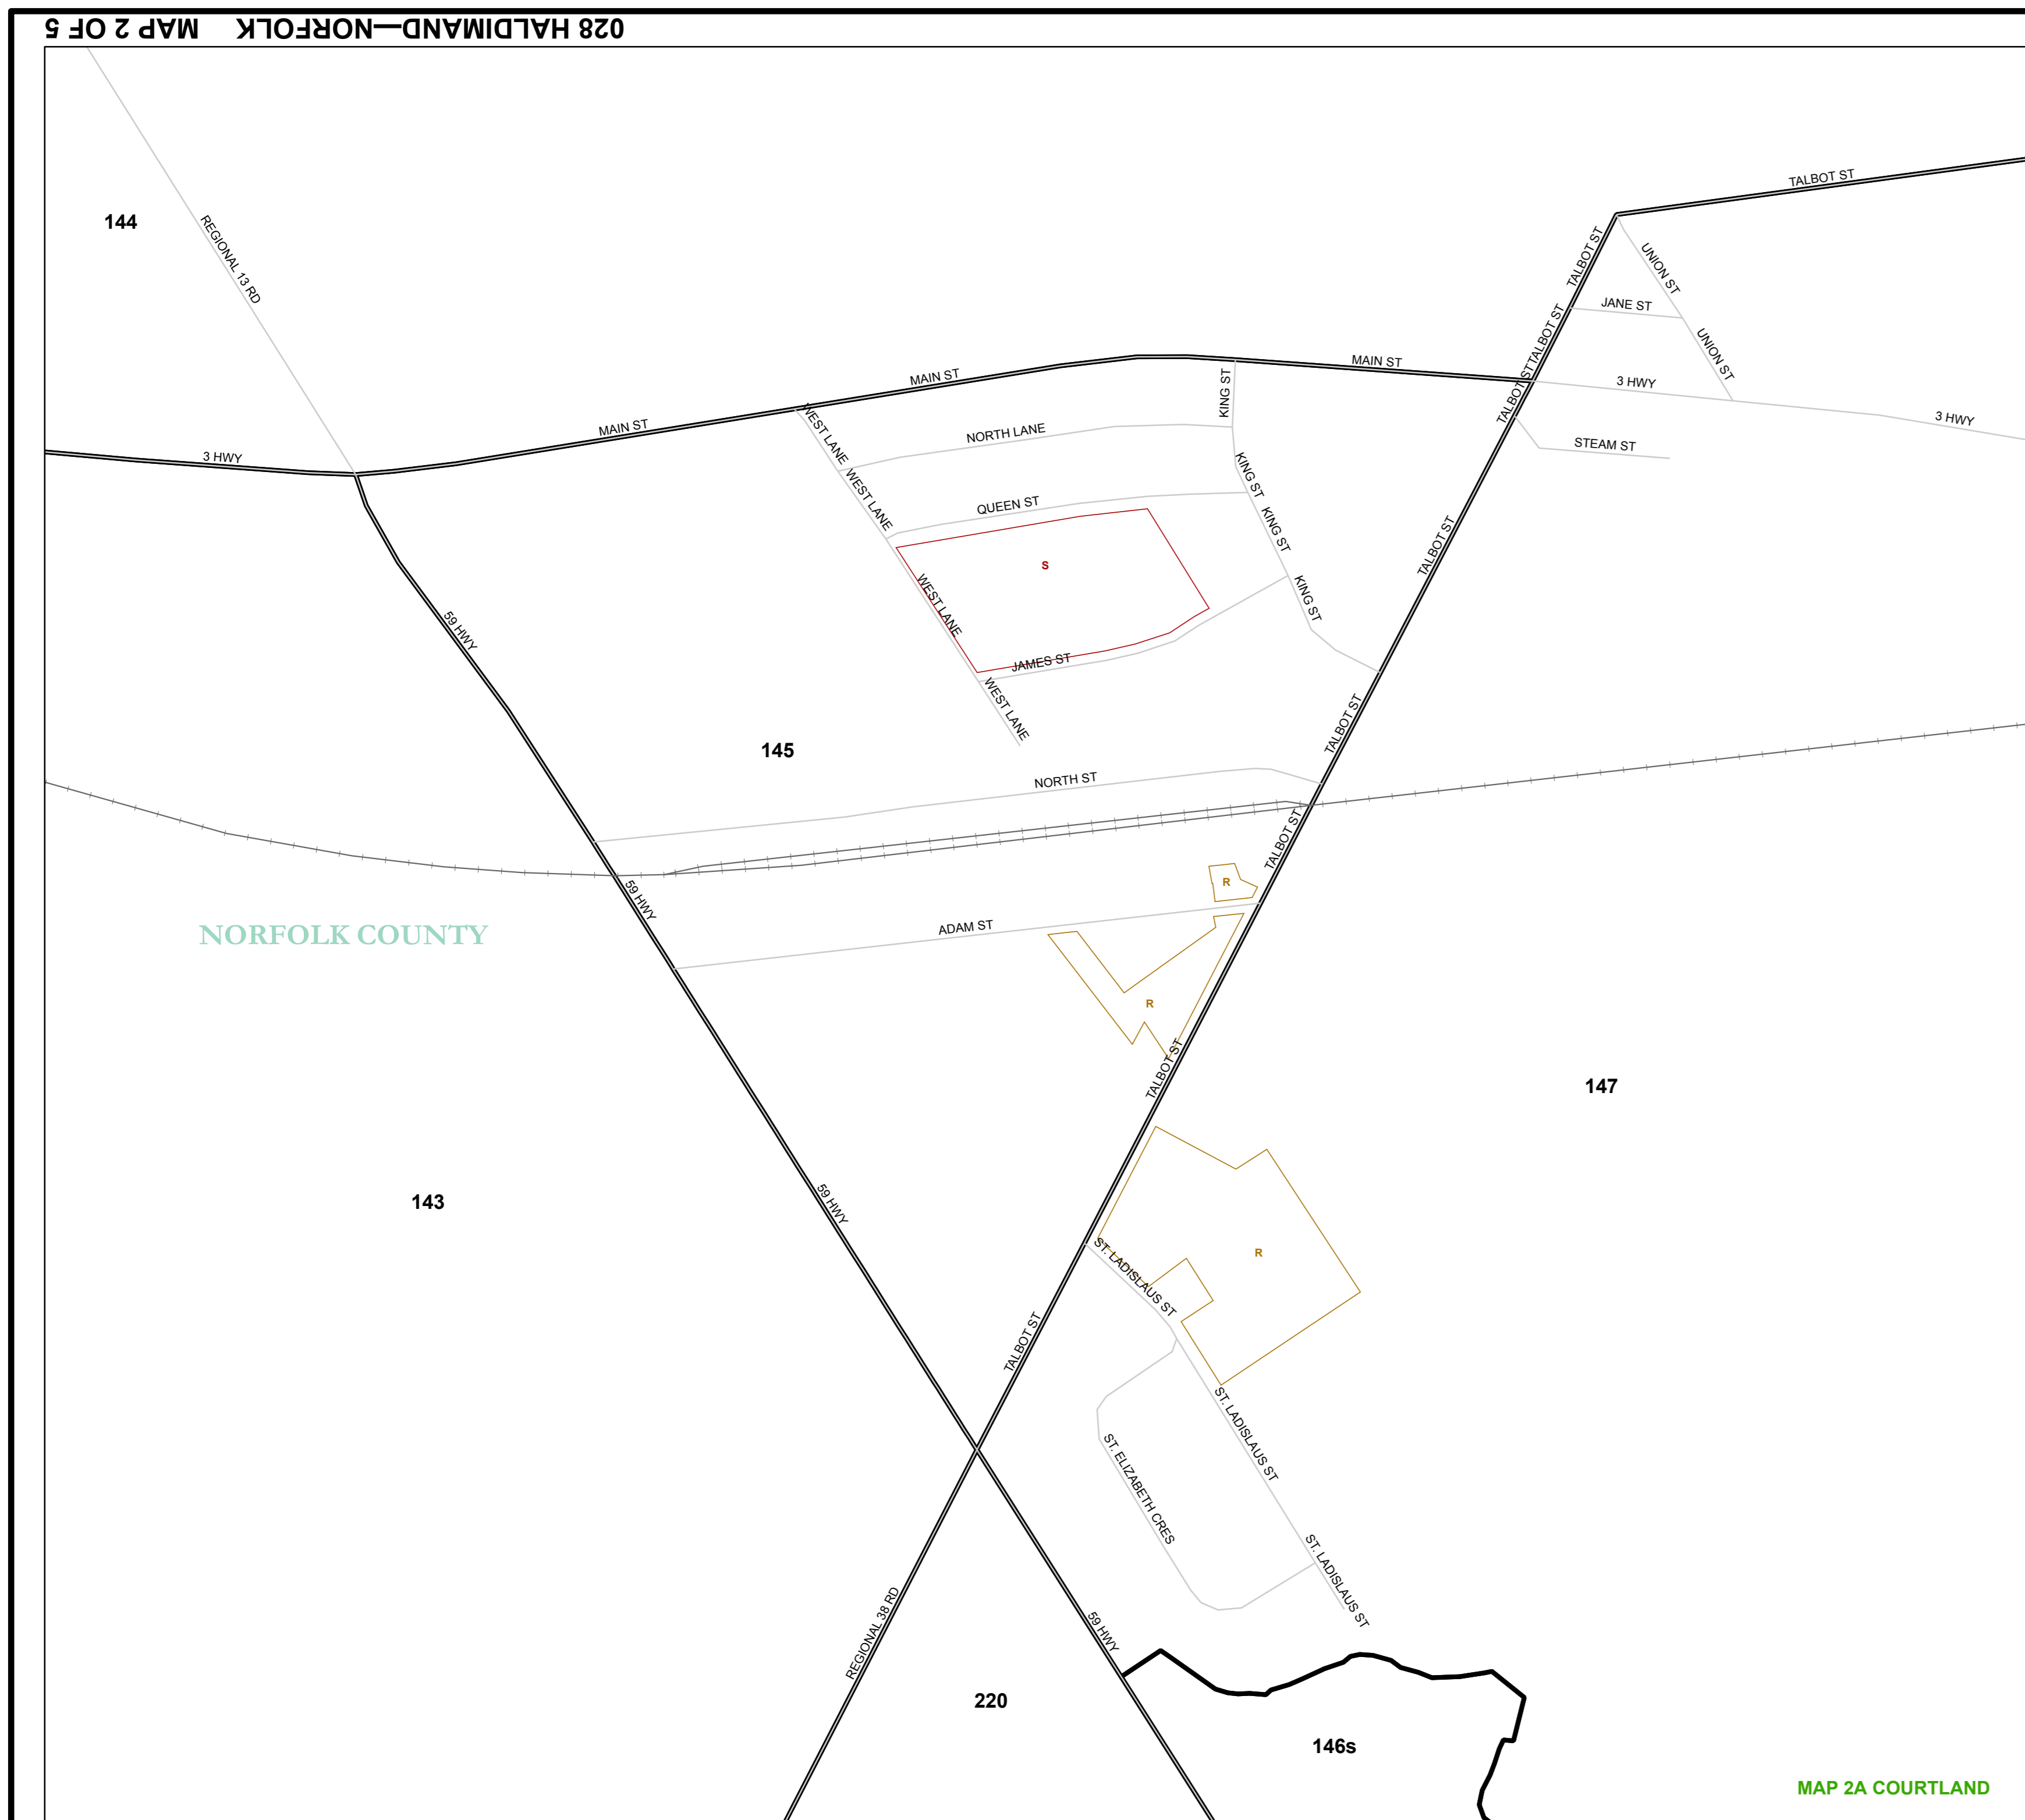 028 HALDIMAND—NORFOLK MAP 2 OF 5
TALBOT ST
144
REGIONAL 13 RD
TALBOT ST
UNION ST
JANE ST
TALBOT ST
UNION ST
MAIN ST
MAIN ST
3 HWY
KING ST
TALBOT ST
3 HWY
WEST LANE
MAIN ST
NORTH LANE
STEAM ST
3 HWY
KING ST
WEST LANE
QUEEN ST
KING ST
TALBOT ST
S
WEST LANE
KING ST
59 HWY
JAMES ST
WEST LANE
TALBOT ST
145
NORTH ST
TALBOT ST
R
59 HWY
NORFOLK COUNTY
ADAM ST
R
TALBOT ST
147
143
59 HWY
R
ST. LADISLAUS ST
TALBOT ST
ST. LADISLAUS ST
ST. ELIZABETH CRES
ST. LADISLAUS ST
REGIONAL 38 RD
59 HWY
220
146s
MAP 2A COURTLAND